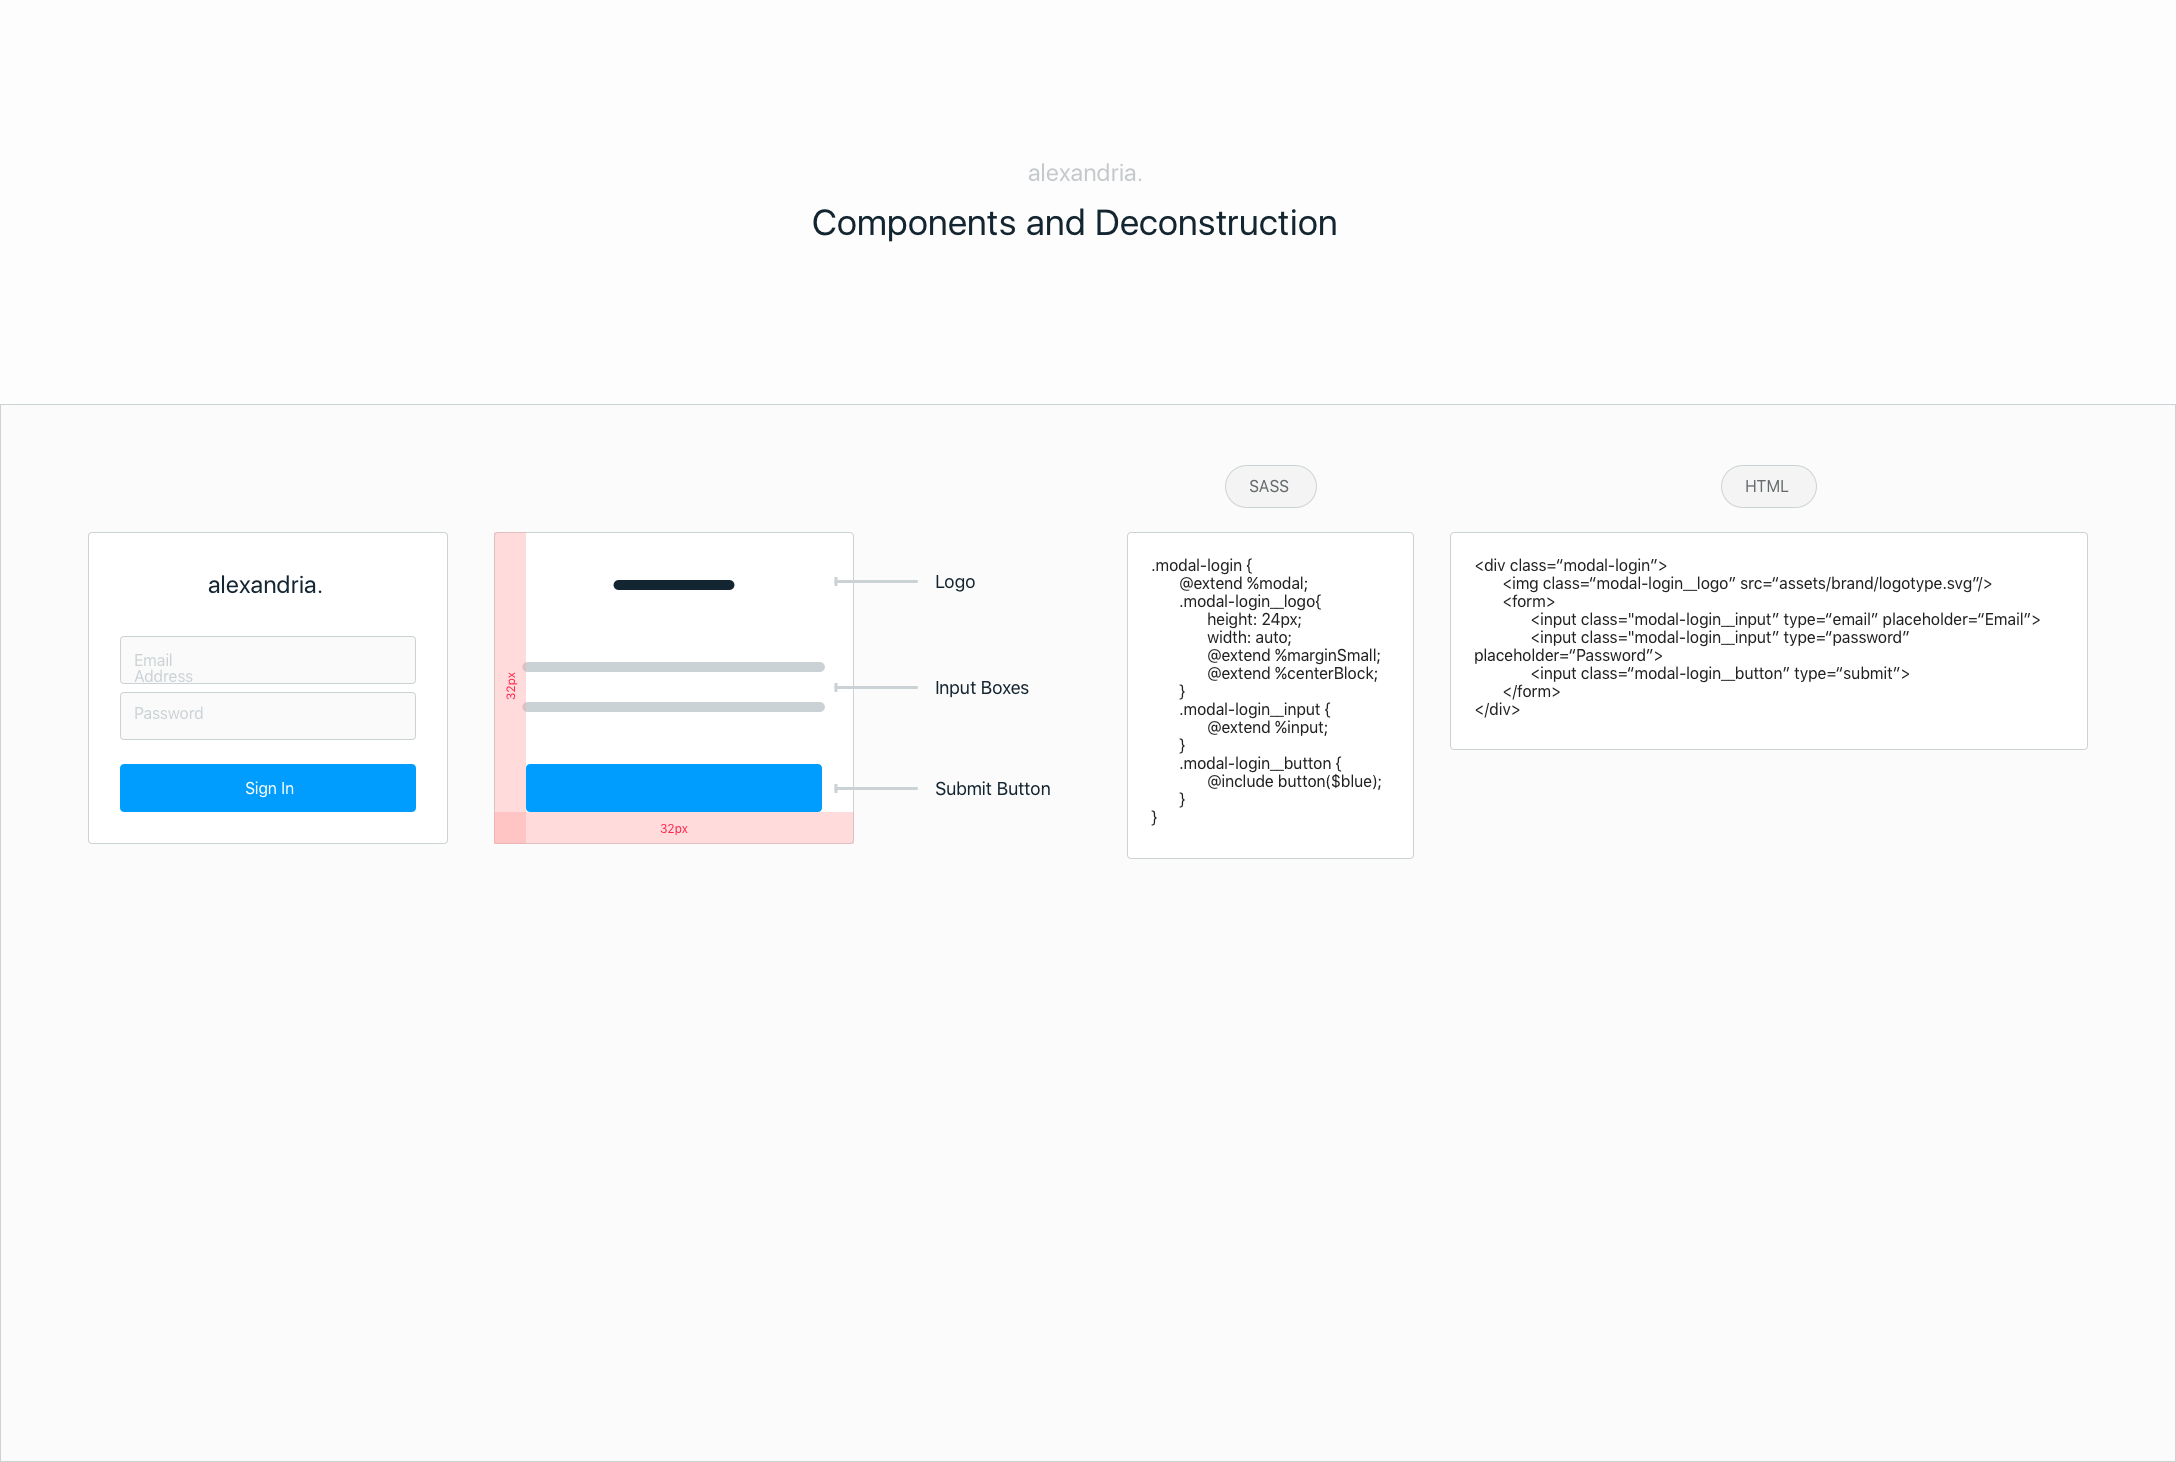 alexandria.
Components and Deconstruction
alexandria.
Email
Address
Password
Sign In
32px
32px
Logo
Input Boxes
Submit Button
SASS
.modal-login {
@extend %modal;
.modal-login__logo{
height: 24px;
width: auto;
@extend %marginSmall;
@extend %centerBlock;
}
.modal-login__input {
@extend %input;
}
.modal-login__button {
@include button($blue);
}
}
HTML
<div class=”modal-login”>
<img class=“modal-login__logo” src=“assets/brand/logotype.svg”/>
<form>
<input class="modal-login__input” type=“email” placeholder=“Email”>
<input class="modal-login__input” type=“password”
placeholder=“Password”>
<input class=“modal-login__button” type=“submit”>
</form>
</div>